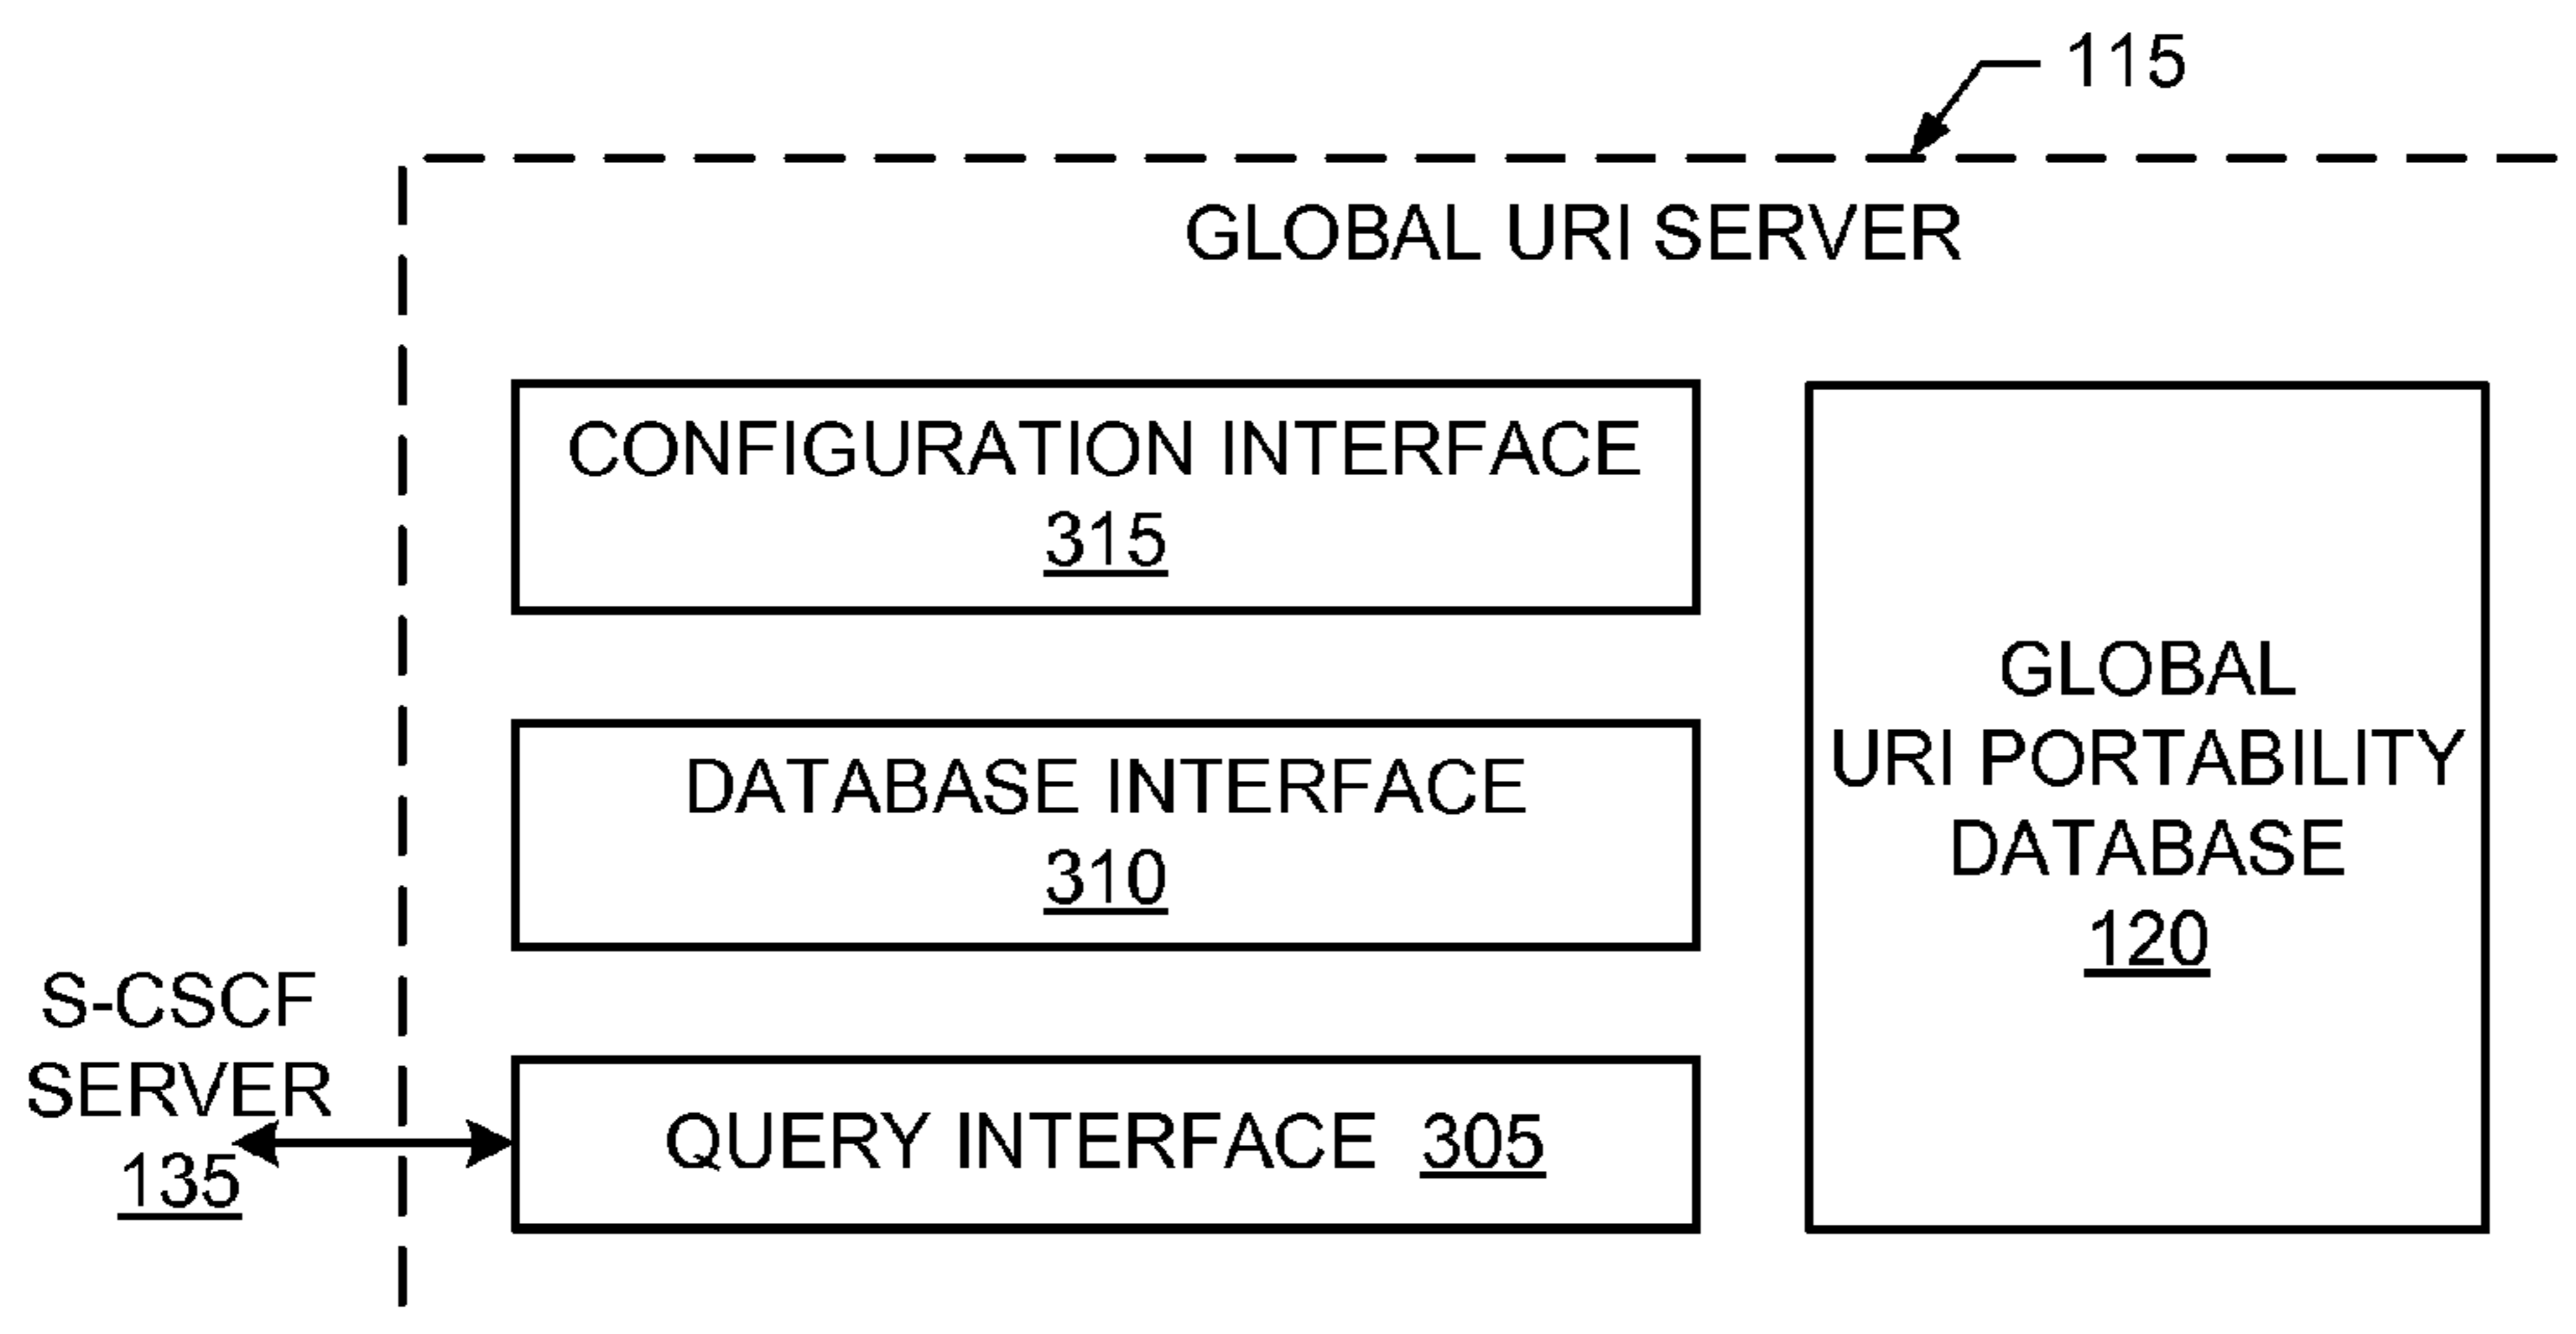 115
GLOBAL URI SERVER
CONFIGURATION INTERFACE
315
DATABASE INTERFACE
310
GLOBAL
URI PORTABILITY
DATABASE
120
S-CSCF
SERVER
135
QUERY INTERFACE 305